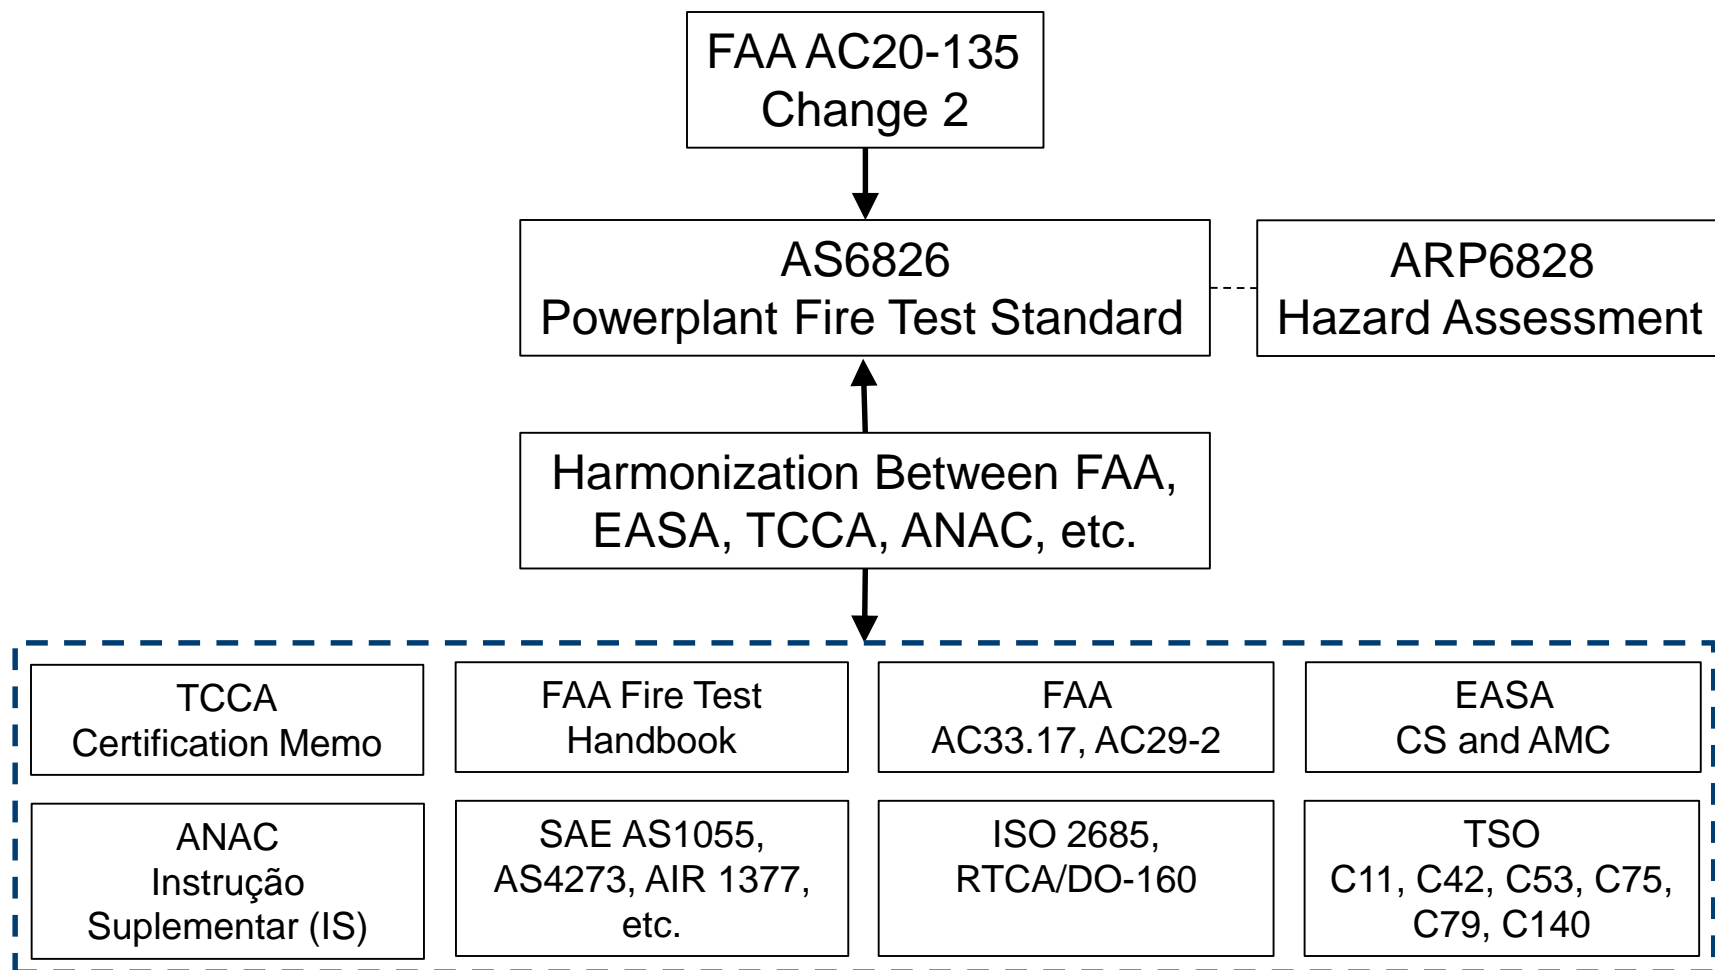 FAA AC20-135
Change 2
AS6826
Powerplant Fire Test Standard
ARP6828
Hazard Assessment
Harmonization Between FAA,
EASA, TCCA, ANAC, etc.
TCCA
Certification Memo
FAA Fire Test
Handbook
FAA
AC33.17, AC29-2
EASA
CS and AMC
ANAC
Instrução
Suplementar (IS)
SAE AS1055,
AS4273, AIR 1377,
etc.
ISO 2685,
RTCA/DO-160
TSO
C11, C42, C53, C75,
C79, C140